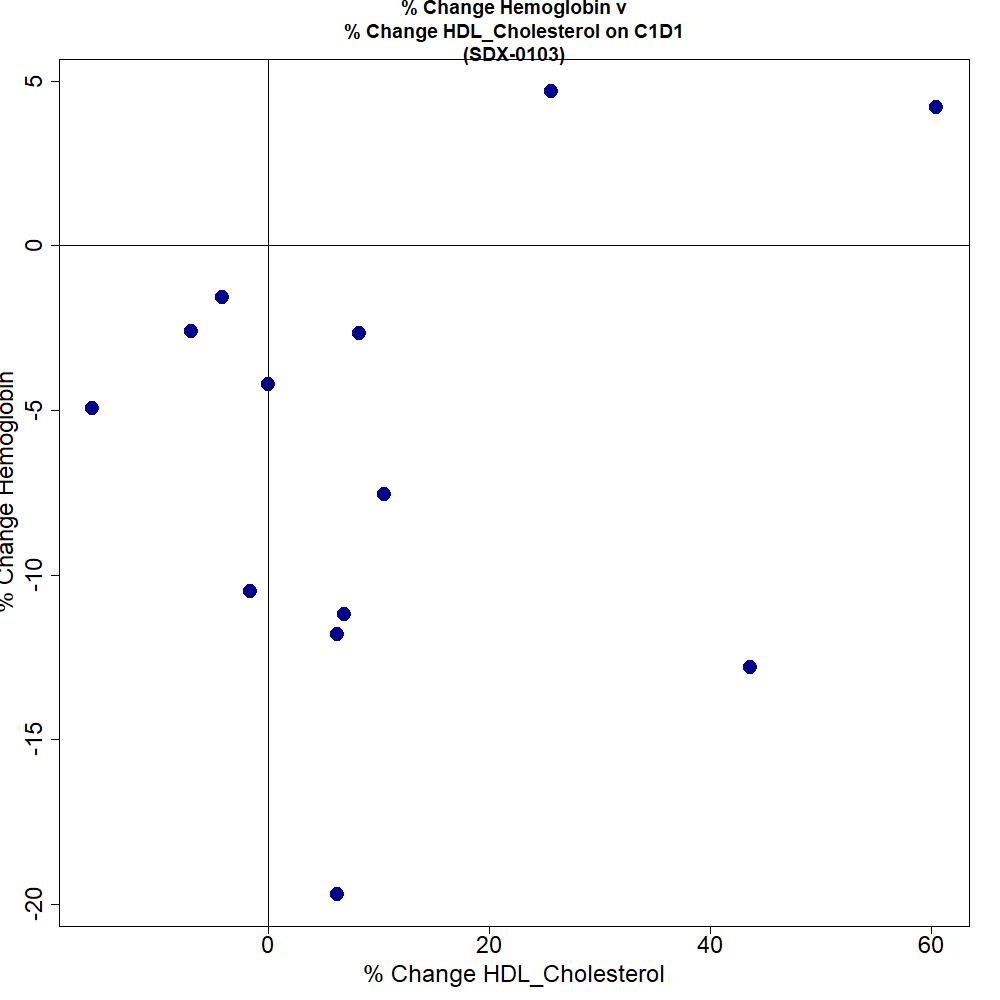 % Change Hemoglobin v
% Change HDL_Cholesterol on C1D1
(SDX-0103)
5
0
-5
-10
-15
-20
% Change Hemoglobin
0
20
40
60
% Change HDL_Cholesterol